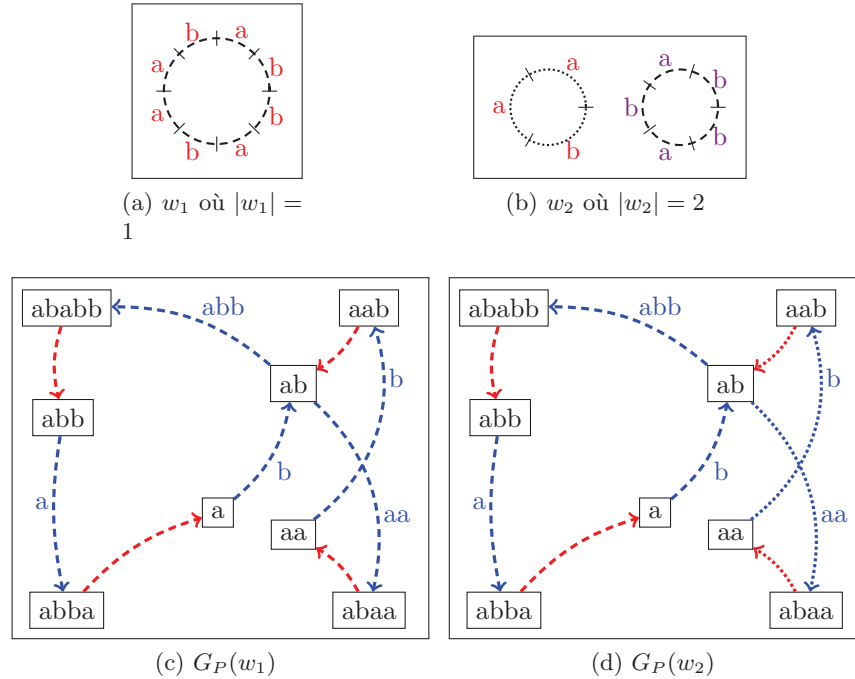 b a
a b
a b
b a
(a) w₁ où |w₁| =
1
a
a
b
a
b
b
a
b
(b) w₂ où |w₂| = 2
ababb
abb
aab
ab
b
abb
a
b
a
aa
aa
abba
abaa
(c) G_P(w₁)
ababb
abb
aab
ab
b
abb
a
b
a
aa
aa
abba
abaa
(d) G_P(w₂)